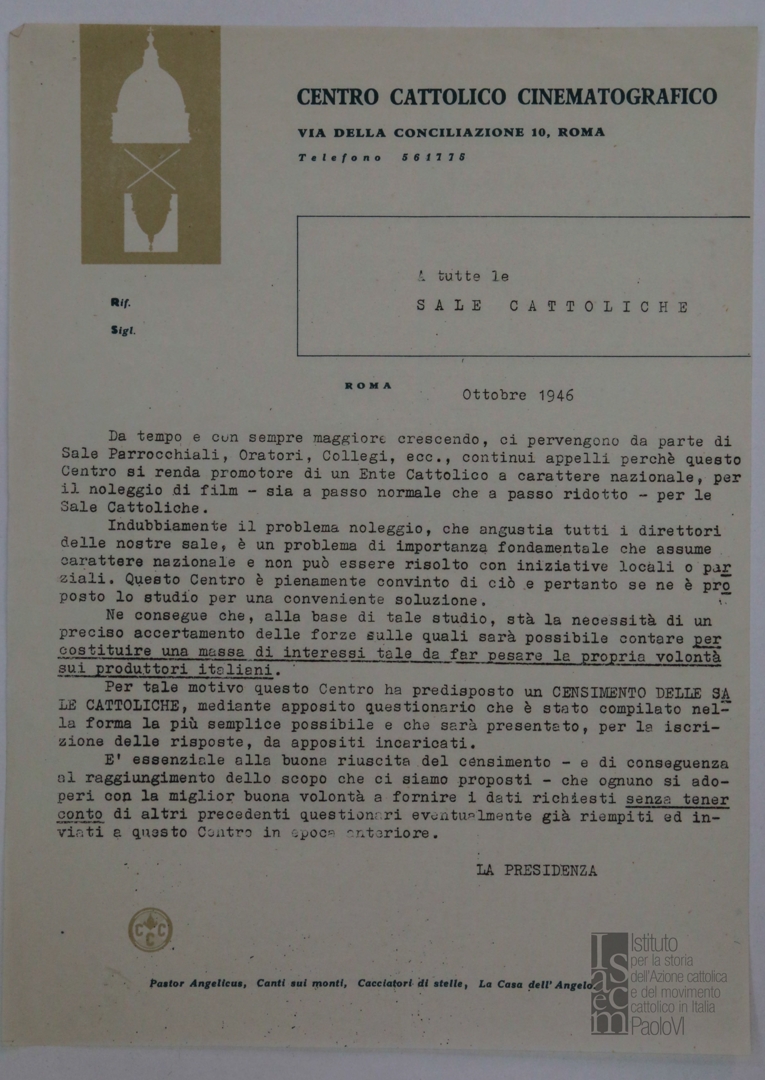 CENTRO CATTOLICO CINEMATOGRAFICO
VIA DELLA CONCILIAZIONE 10, ROMA
Telefono 561775
A tutte le
SALE CATTOLICHE
Rif.
Sigl.
ROMA
Ottobre 1946
Da tempo e con sempre maggiore crescendo, ci pervengono da parte di
Sale Parrocchiali, Oratori, Collegi, ecc., continui appelli perchè questo
Centro si renda promotore di un Ente Cattolico a carattere nazionale, per
il noleggio di film - sia a passo normale che a passo ridotto - per le
Sale Cattoliche.
Indubbiamente il problema noleggio, che angustia tutti i direttori
delle nostre sale, è un problema di importanza fondamentale che assume
carattere nazionale e non può essere risolto con iniziative locali o par
ziali. Questo Centro è pienamente convinto di ciò e pertanto se ne è pro
posto lo studio per una conveniente soluzione.
Ne consegue che, alla base di tale studio, stà la necessità di un
preciso accertamento delle forze sulle quali sarà possibile contare per
costituire una massa di interessi tale da far pesare la propria volontà
sui produttori italiani.
Per tale motivo questo Centro ha predisposto un CENSIMENTO DELLE SA
LE CATTOLICHE, mediante apposito questionario che è stato compilato nel-
la forma la più semplice possibile e che sarà presentato, per la iscri-
zione delle risposte, da appositi incaricati.
E' essenziale alla buona riuscita del censimento - e di conseguenza
al raggiungimento dello scopo che ci siamo proposti - che ognuno si ado-
peri con la miglior buona volontà a fornire i dati richiesti senza tener
conto di altri precedenti questionari eventualmente già riempiti ed in-
viati a questo Centro in epoca anteriore.
LA PRESIDENZA
CCC
Pastor Angelicus, Canti sui monti, Cacciatori di stelle, La Casa dell'Angelo
Isacem
Istituto
per la storia
dell'Azione cattolica
e del movimento
cattolico in Italia
PaoloVI